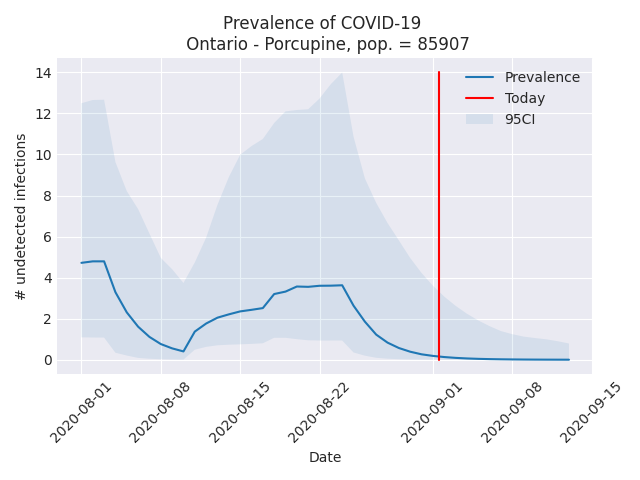 Prevalence of COVID-19
Ontario - Porcupine, pop. = 85907
14
12
10
8
6
4
2
0
# undetected infections
Prevalence
Today
95CI
2020-08-01
2020-08-08
2020-08-15
2020-08-22
2020-09-01
2020-09-08
2020-09-15
Date